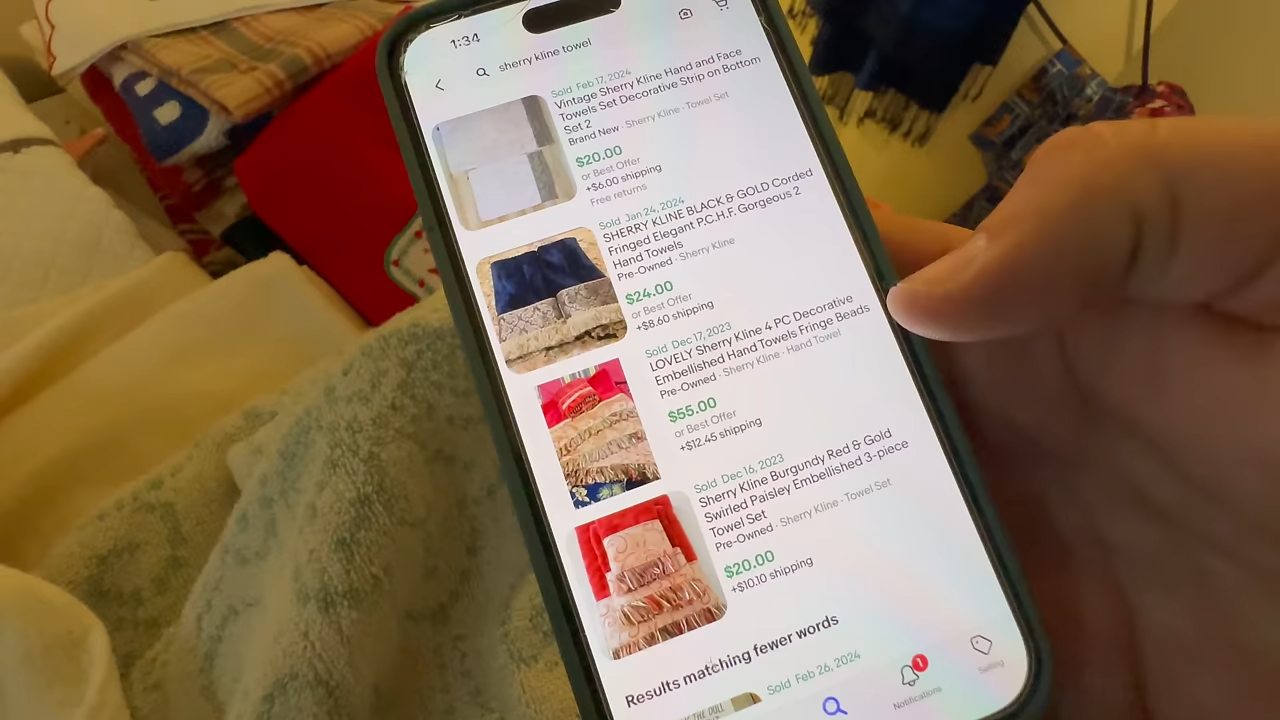 1:34
sherry kline towel
Sold Feb 17, 2024
Vintage Sherry Kline Hand and Face
Towels Set Decorative Strip on Bottom
Set 2
Brand New · Sherry Kline · Towel Set
$20.00
or Best Offer
+$6.00 shipping
Free returns
Sold Jan 24, 2024
SHERRY KLINE BLACK & GOLD Corded
Fringed Elegant P.C.H.F. Gorgeous 2
Hand Towels
Pre-Owned · Sherry Kline
$24.00
or Best Offer
+$8.60 shipping
Sold Dec 17, 2023
LOVELY Sherry Kline 4 PC Decorative
Embellished Hand Towels Fringe Beads
Pre-Owned · Sherry Kline · Hand Towel
$55.00
or Best Offer
+$12.45 shipping
Sold Dec 16, 2023
Sherry Kline Burgundy Red & Gold
Swirled Paisley Embellished 3-piece
Towel Set
Pre-Owned · Sherry Kline · Towel Set
$20.00
+$10.10 shipping
Results matching fewer words
Sold Feb 26, 2024
1
Notifications
Selling
B